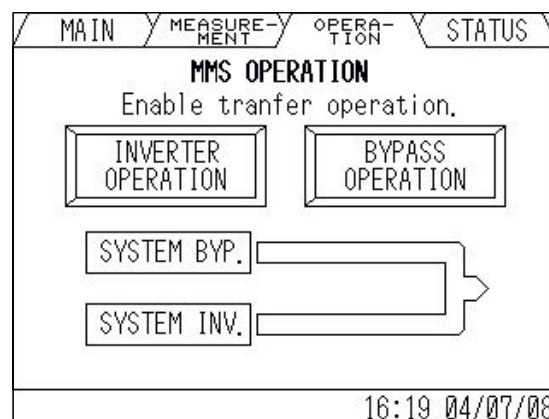 MAIN
MEASURE-
MENT
OPERA-
TION
STATUS
MMS OPERATION
Enable tranfer operation.
INVERTER
OPERATION
BYPASS
OPERATION
SYSTEM BYP.
SYSTEM INV.
16:19 04/07/08